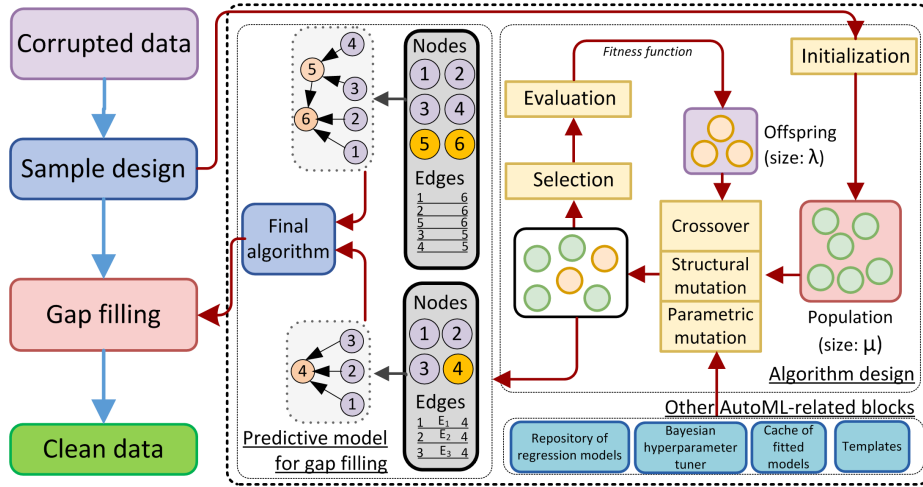 Corrupted data
Sample design
Gap filling
Clean data
4
5
3
6
2
1
Nodes
1 2
3 4
5 6
Edges
1 6
2 6
5 6
3 5
4 5
Final
algorithm
3
4
2
1
Nodes
1 2
3 4
Edges
1 E₁ 4
2 E₂ 4
3 E₃ 4
Predictive model
for gap filling
Fitness function
Initialization
Evaluation
Selection
Offspring
(size: λ)
Crossover
Structural
mutation
Parametric
mutation
Population
(size: μ)
Algorithm design
Other AutoML-related blocks
Repository of
regression models
Bayesian
hyperparameter
tuner
Cache of
fitted
models
Templates